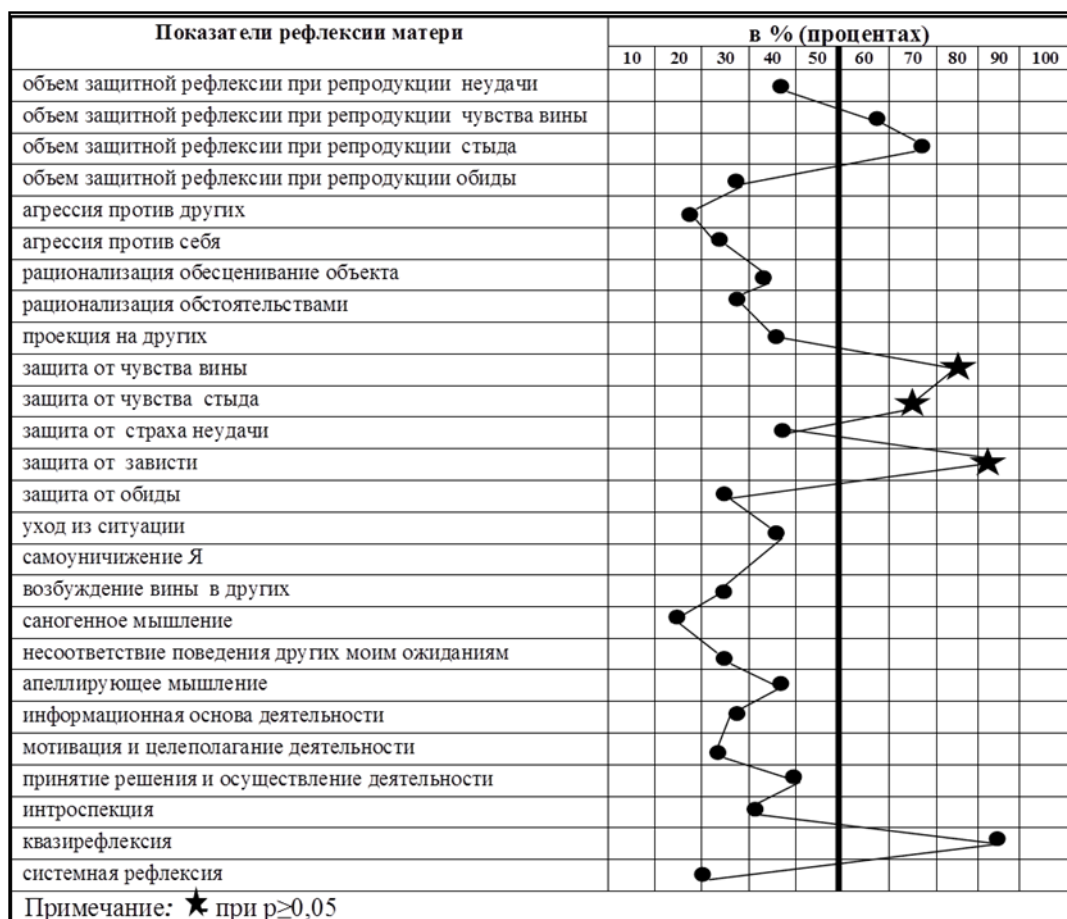 Показатели рефлексии матери
в % (процентах)
10 20 30 40 50 60 70 80 90 100
объем защитной рефлексии при репродукции неудачи
объем защитной рефлексии при репродукции чувства вины
объем защитной рефлексии при репродукции стыда
объем защитной рефлексии при репродукции обиды
агрессия против других
агрессия против себя
рационализация обесценивание объекта
рационализация обстоятельствами
проекция на других
защита от чувства вины
защита от чувства стыда
защита от страха неудачи
защита от зависти
защита от обиды
уход из ситуации
самоуничижение Я
возбуждение вины в других
саногенное мышление
несоответствие поведения других моим ожиданиям
апеллирующее мышление
информационная основа деятельности
мотивация и целеполагание деятельности
принятие решения и осуществление деятельности
интроспекция
квазирефлексия
системная рефлексия
Примечание: ★ при р≥0,05